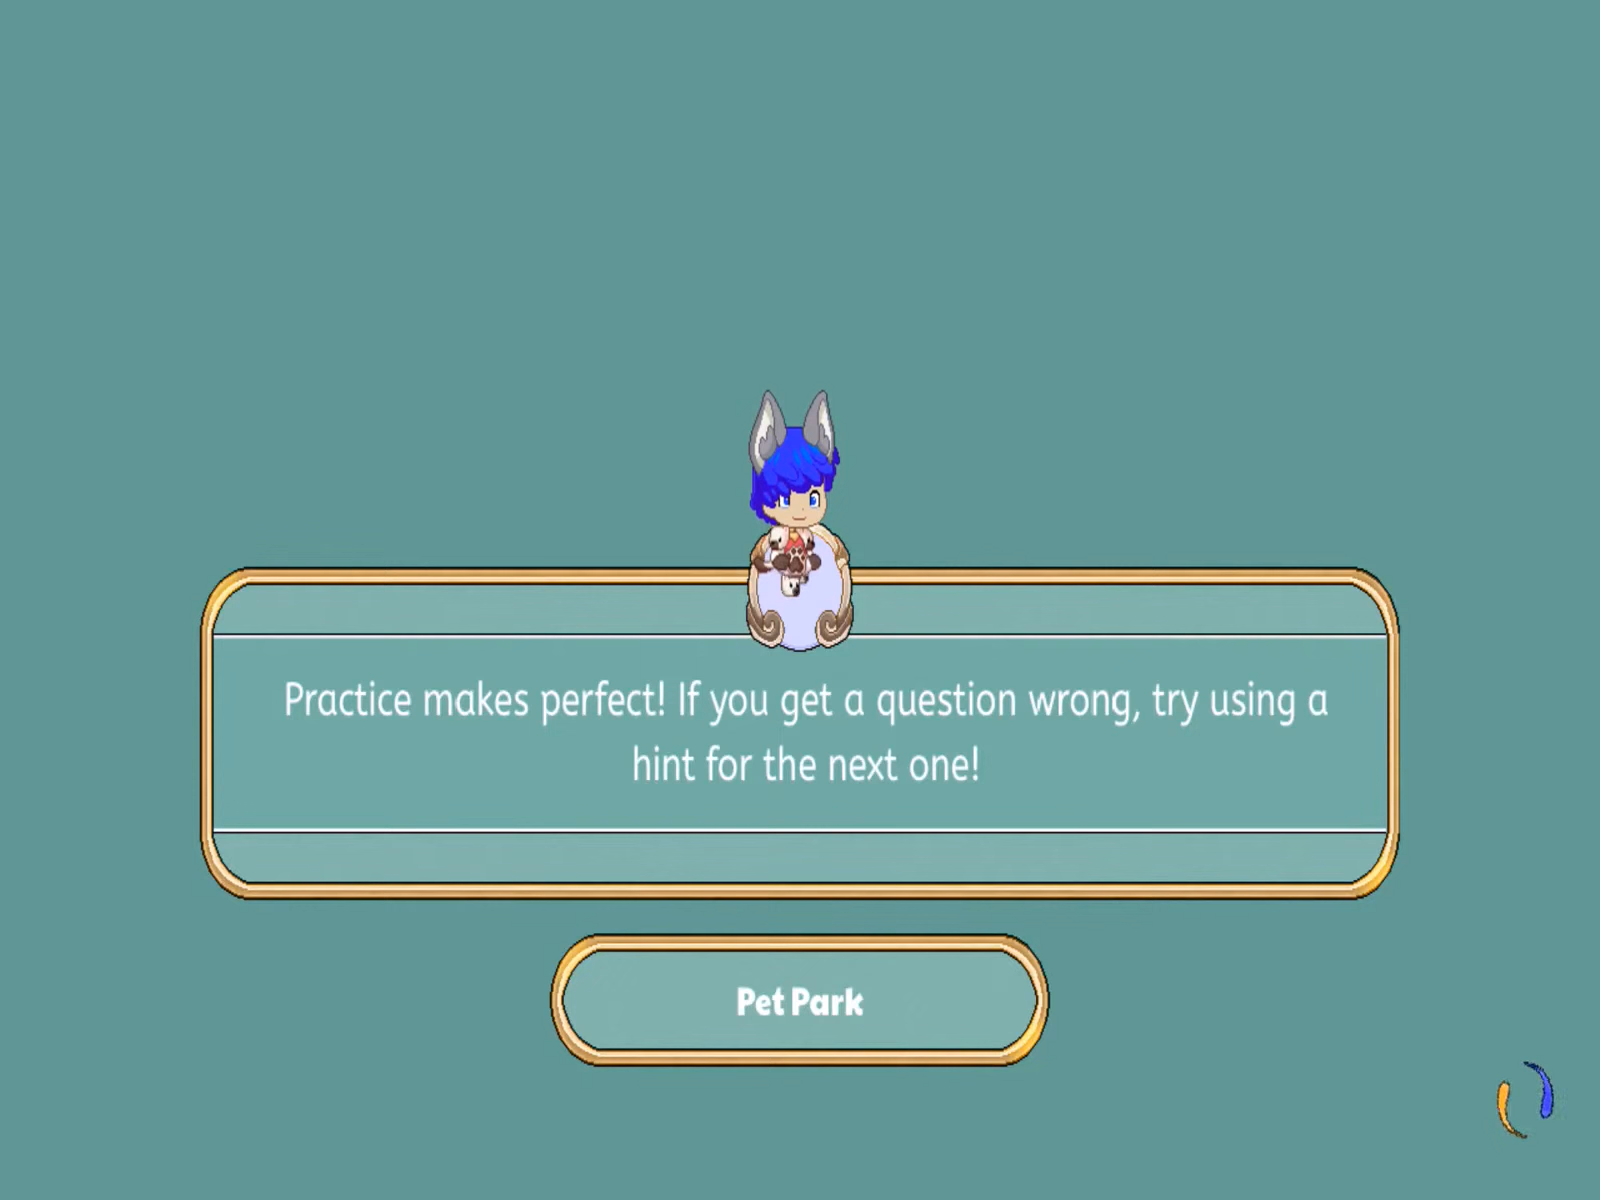 Practice makes perfect! If you get a question wrong, try using a
hint for the next one!
Pet Park